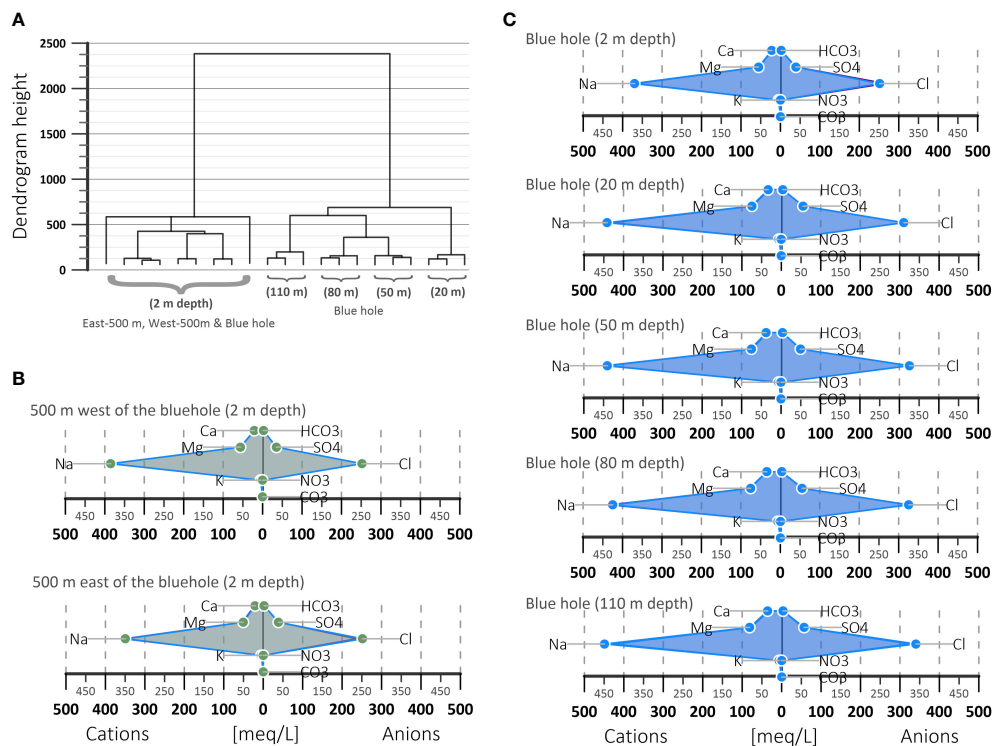 A
Dendrogram height
2500
2000
1500
1000
500
0
(2 m depth)
(110 m) (80 m) (50 m) (20 m)
East-500 m, West-500m & Blue hole
Blue hole
B
500 m west of the bluehole (2 m depth)
Ca HCO3
Mg SO4
Na Cl
K NO3
CO3
450 350 250 150 50 50 150 250 350 450
500 400 300 200 100 0 100 200 300 400 500
500 m east of the bluehole (2 m depth)
Ca HCO3
Mg SO4
Na Cl
K NO3
CO3
450 350 250 150 50 50 150 250 350 450
500 400 300 200 100 0 100 200 300 400 500
Cations [meq/L] Anions
C
Blue hole (2 m depth)
Ca HCO3
Mg SO4
Na Cl
K NO3
CO3
450 350 250 150 50 50 150 250 350 450
500 400 300 200 100 0 100 200 300 400 500
Blue hole (20 m depth)
Ca HCO3
Mg SO4
Na Cl
K NO3
CO3
450 350 250 150 50 50 150 250 350 450
500 400 300 200 100 0 100 200 300 400 500
Blue hole (50 m depth)
Ca HCO3
Mg SO4
Na Cl
K NO3
CO3
450 350 250 150 50 50 150 250 350 450
500 400 300 200 100 0 100 200 300 400 500
Blue hole (80 m depth)
Ca HCO3
Mg SO4
Na Cl
K NO3
CO3
450 350 250 150 50 50 150 250 350 450
500 400 300 200 100 0 100 200 300 400 500
Blue hole (110 m depth)
Ca HCO3
Mg SO4
Na Cl
K NO3
CO3
450 350 250 150 50 50 150 250 350 450
500 400 300 200 100 0 100 200 300 400 500
Cations [meq/L] Anions